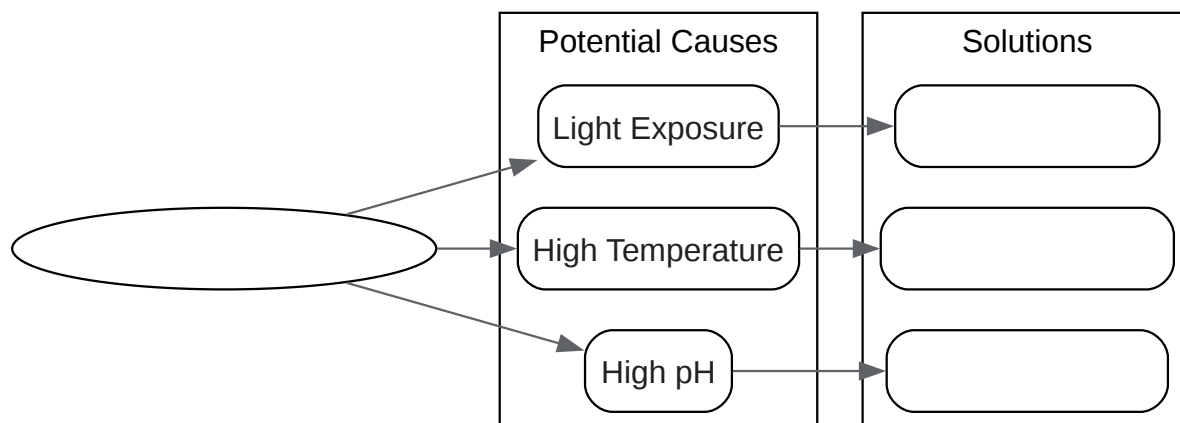 Potential Causes
Solutions
Light Exposure
High Temperature
High pH